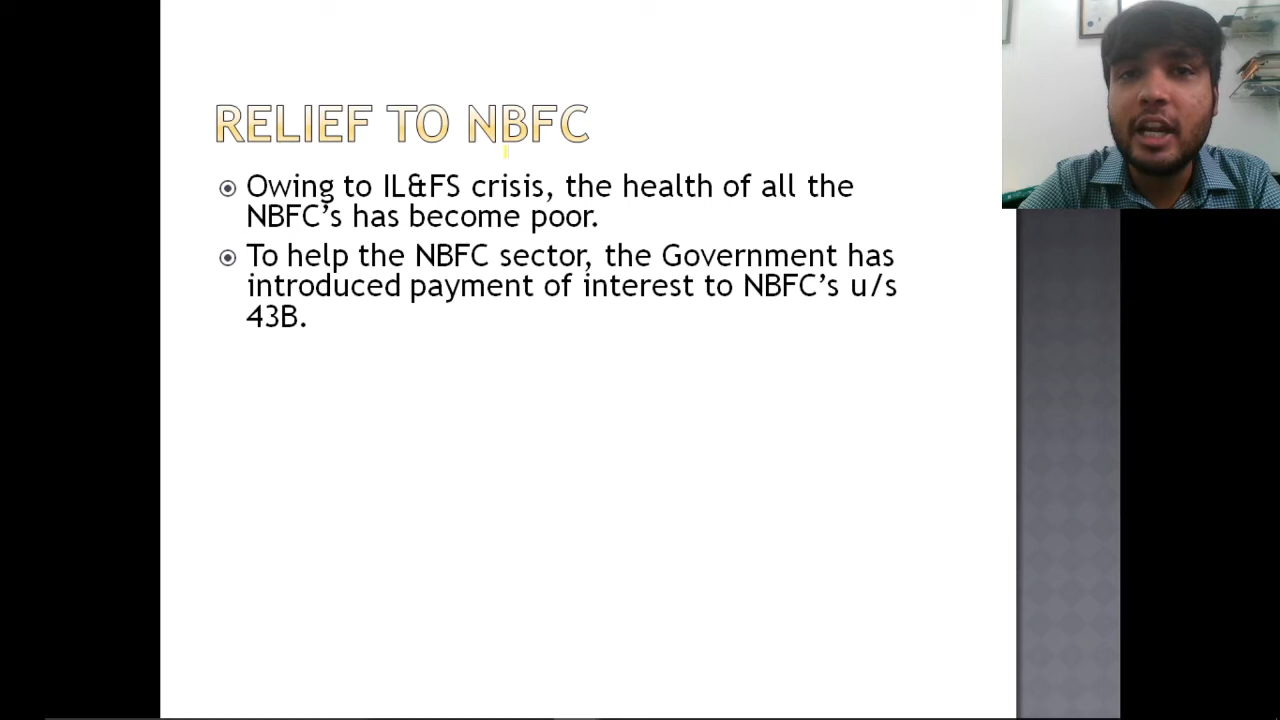 RELIEF TO NBFC
Owing to IL&FS crisis, the health of all the
NBFC's has become poor.
To help the NBFC sector, the Government has
introduced payment of interest to NBFC's u/s
43B.